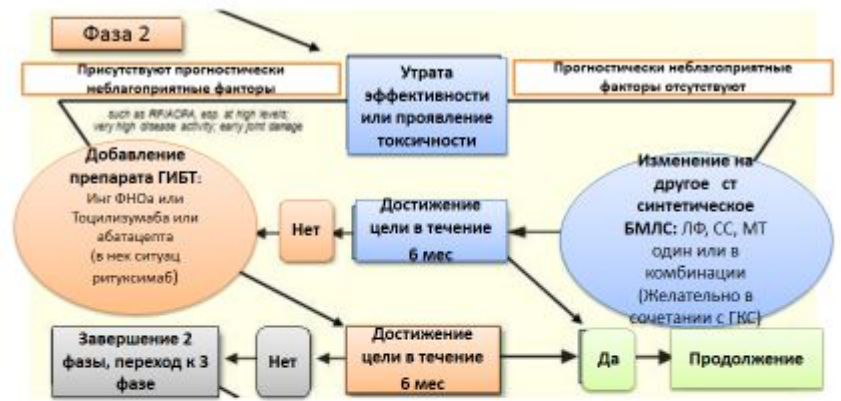 Фаза 2
Присутствуют прогностически
неблагоприятные факторы
Утрата
эффективности
или проявление
токсичности
Прогностически неблагоприятные
факторы отсутствуют
such as RF/ACPA, esp. at high levels;
very high disease activity; early joint damage
Добавление
препарата ГИБТ:
Инг ФНОа или
Тоцилизумаба или
абатацепта
(в нек ситуац
ритуксимаб)
Нет
Достижение
цели в течение
6 мес
Изменение на
другое ст
синтетическое
БМЛС: ЛФ, СС, МТ
один или в
комбинации
(Желательно в
сочетании с ГКС)
Завершение 2
фазы, переход к 3
фазе
Нет
Достижение
цели в течение
6 мес
Да
Продолжение